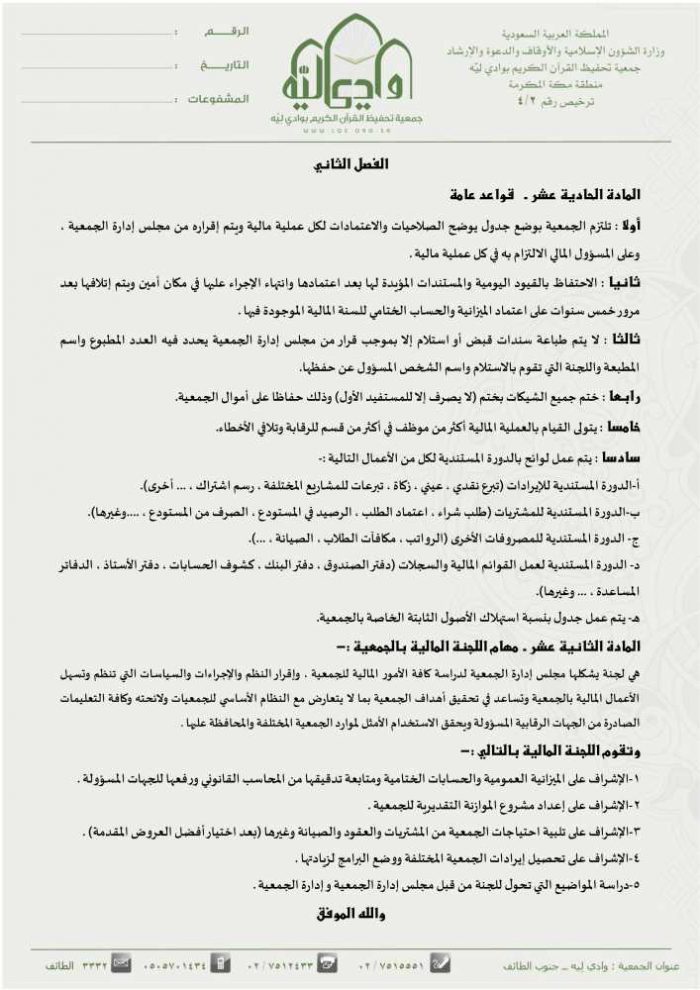 المملكة العربية السعودية
وزارة الشؤون الإسلامية والأوقاف والدعوة والإرشاد
جمعية تحفيظ القرآن الكريم بوادي ليّه
منطقة مكة المكرمة
ترخيص رقم ٤/٢
وادي ليّه
جمعية تحفيظ القرآن الكريم بوادي ليّه
الرقـــم :
التاريـــخ :
المشفوعات :
الفصل الثاني
المادة الحادية عشر - قواعد عامة
أولا : تلتزم الجمعية بوضع جدول يوضح الصلاحيات والاعتمادات لكل عملية مالية ويتم إقراره من مجلس إدارة الجمعية ،
وعلى المسؤول المالي الالتزام به في كل عملية مالية .
ثانيا : الاحتفاظ بالقيود اليومية والمستندات المؤيدة لها بعد اعتمادها وانتهاء الإجراء عليها في مكان أمين ويتم إتلافها بعد
مرور خمس سنوات على اعتماد الميزانية والحساب الختامي للسنة المالية الموجودة فيها .
ثالثا : لا يتم طباعة سندات قبض أو استلام إلا بموجب قرار من مجلس إدارة الجمعية يحدد فيه العدد المطبوع واسم
المطبعة واللجنة التي تقوم بالاستلام واسم الشخص المسؤول عن حفظها.
رابعا : ختم جميع الشيكات بختم (لا يصرف إلا للمستفيد الأول) وذلك حفاظا على أموال الجمعية.
خامسا : يتولى القيام بالعملية المالية أكثر من موظف في أكثر من قسم للرقابة وتلافي الأخطاء.
سادسا : يتم عمل لوائح بالدورة المستندية لكل من الأعمال التالية :-
أ-الدورة المستندية للإيرادات (تبرع نقدي ، عيني ، زكاة ، تبرعات للمشاريع المختلفة ، رسم اشتراك ، ... أخرى).
ب-الدورة المستندية للمشتريات (طلب شراء ، اعتماد الطلب ، الرصيد في المستودع ، الصرف من المستودع ، ....وغيرها).
ج- الدورة المستندية للمصروفات الأخرى (الرواتب ، مكافآت الطلاب ، الصيانة ، ...).
د- الدورة المستندية لعمل القوائم المالية والسجلات (دفتر الصندوق ، دفتر البنك ، كشوف الحسابات ، دفتر الأستاذ ، الدفاتر
المساعدة ، ... وغيرها).
هـ- يتم عمل جدول بنسبة استهلاك الأصول الثابتة الخاصة بالجمعية.
المادة الثانية عشر - مهام اللجنة المالية بالجمعية :-
هي لجنة يشكلها مجلس إدارة الجمعية لدراسة كافة الأمور المالية للجمعية . وإقرار النظم والإجراءات والسياسات التي تنظم وتسهل
الأعمال المالية بالجمعية وتساعد في تحقيق أهداف الجمعية بما لا يتعارض مع النظام الأساسي للجمعيات ولائحته وكافة التعليمات
الصادرة من الجهات الرقابية المسؤولة ويحقق الاستخدام الأمثل لموارد الجمعية المختلفة والمحافظة عليها .
وتقوم اللجنة المالية بالتالي :-
١-الإشراف على الميزانية العمومية والحسابات الختامية ومتابعة تدقيقها من المحاسب القانوني ورفعها للجهات المسؤولة .
٢-الإشراف على إعداد مشروع الموازنة التقديرية للجمعية .
٣-الإشراف على تلبية احتياجات الجمعية من المشتريات والعقود والصيانة وغيرها (بعد اختيار أفضل العروض المقدمة) .
٤-الإشراف على تحصيل إيرادات الجمعية المختلفة ووضع البرامج لزيادتها .
٥-دراسة المواضيع التي تحول للجنة من قبل مجلس إدارة الجمعية و إدارة الجمعية .
والله الموفق
عنوان الجمعية : وادي ليه – جنوب الطائف ٠٢/٧٥١٥٥٥١ ٠٢/٧٥١٢٤٣٣ ٠٥٠٥٧٠١٤٣٤ ٣٣٣٢ الطائف